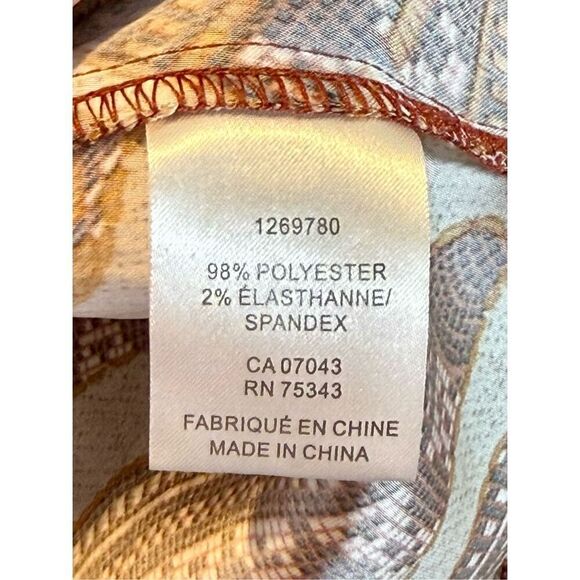 1269780
98% POLYESTER
2% ÉLASTHANNE/
SPANDEX
CA 07043
RN 75343
FABRIQUÉ EN CHINE
MADE IN CHINA